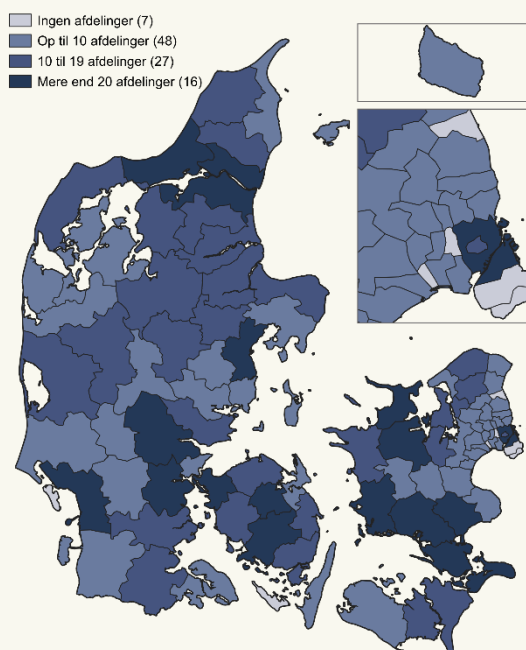 Ingen afdelinger (7)
Op til 10 afdelinger (48)
10 til 19 afdelinger (27)
Mere end 20 afdelinger (16)